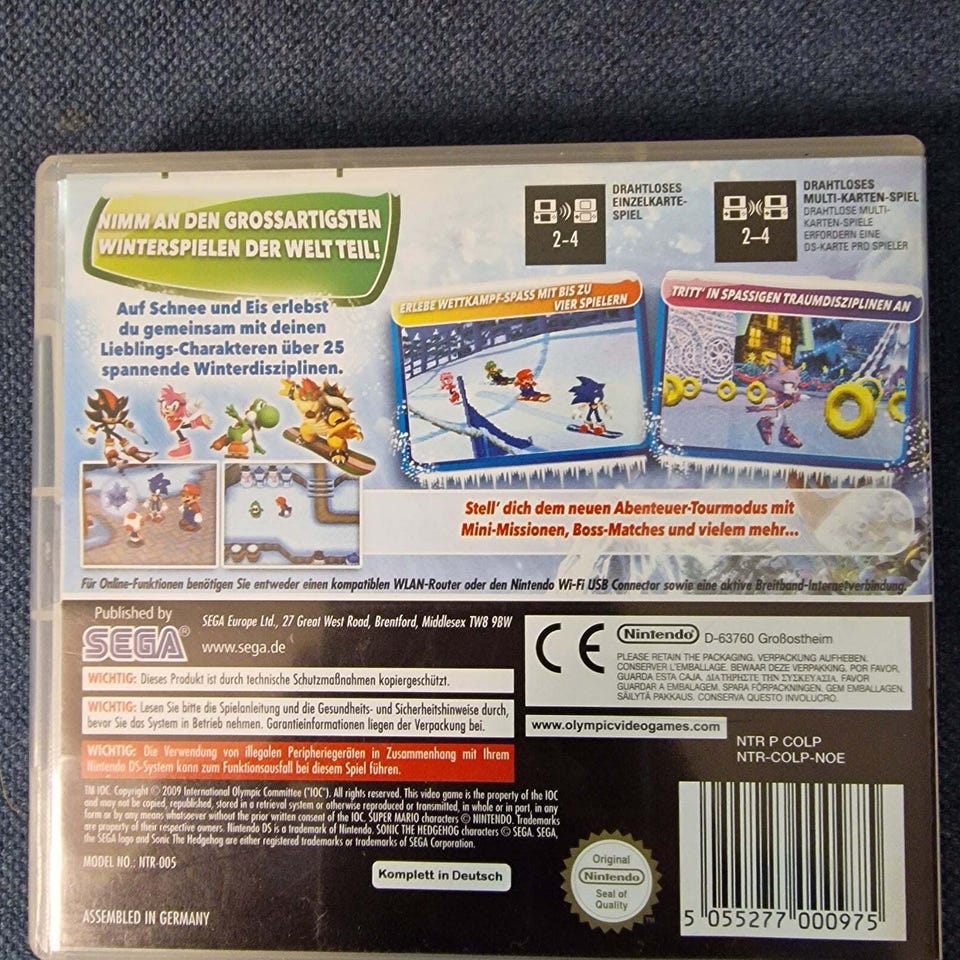 NIMM AN DEN GROSSARTIGSTEN
WINTERSPIELEN DER WELT TEIL!
DRAHTLOSES
EINZELKARTE-
SPIEL
2-4
DRAHTLOSES
MULTI-KARTEN-SPIEL
DRAHTLOSE MULTI-
KARTEN-SPIELE
ERFORDERN EINE
DS-KARTE PRO SPIELER
2-4
Auf Schnee und Eis erlebst
du gemeinsam mit deinen
Lieblings-Charakteren über 25
spannende Winterdisziplinen.
ERLEBE WETTKAMPF-SPASS MIT BIS ZU
VIER SPIELERN
TRITT' IN SPASSIGEN TRAUMDISZIPLINEN AN
Stell' dich dem neuen Abenteuer-Tourmodus mit
Mini-Missionen, Boss-Matches und vielem mehr...
Für Online-Funktionen benötigen Sie entweder einen kompatiblen WLAN-Router oder den Nintendo Wi-Fi USB Connector sowie eine aktive Breitband-Internetverbindung.
Published by
SEGA®
SEGA Europe Ltd., 27 Great West Road, Brentford, Middlesex TW8 9BW
www.sega.de
WICHTIG: Dieses Produkt ist durch technische Schutzmaßnahmen kopiergeschützt.
WICHTIG: Lesen Sie bitte die Spielanleitung und die Gesundheits- und Sicherheitshinweise durch,
bevor Sie das System in Betrieb nehmen. Garantieinformationen liegen der Verpackung bei.
WICHTIG: Die Verwendung von illegalen Peripheriegeräten in Zusammenhang mit Ihrem
Nintendo DS-System kann zum Funktionsausfall bei diesem Spiel führen.
TM IOC. Copyright © 2009 International Olympic Committee ("IOC"). All rights reserved. This video game is the property of the IOC
and may not be copied, republished, stored in a retrieval system or otherwise reproduced or transmitted, in whole or in part, in any
form or by any means whatsoever without the prior written consent of the IOC. SUPER MARIO characters © NINTENDO. Trademarks
are property of their respective owners. Nintendo DS is a trademark of Nintendo. SONIC THE HEDGEHOG characters © SEGA. SEGA,
the SEGA logo and Sonic The Hedgehog are either registered trademarks or trademarks of SEGA Corporation.
MODEL NO.: NTR-005
ASSEMBLED IN GERMANY
Komplett in Deutsch
CE
Nintendo® D-63760 Großostheim
PLEASE RETAIN THE PACKAGING. VERPACKUNG AUFHEBEN.
CONSERVER L'EMBALLAGE. BEWAAR DEZE VERPAKKING. POR FAVOR,
GUARDAR ESTA CAJA. ΔΙΑΤΗΡΗΣΤΕ ΤΗΝ ΣΥΣΚΕΥΑΣΙΑ. FAVOR
GUARDAR A EMBALAGEM. SPARA FÖRPACKNINGEN. GEM EMBALLAGEN.
SÄILYTÄ PAKKAUS. CONSERVA QUESTO INVOLUCRO.
www.olympicvideogames.com
NTR P COLP
NTR-COLP-NOE
Original
Nintendo
Seal of
Quality
TM
5 055277 000975